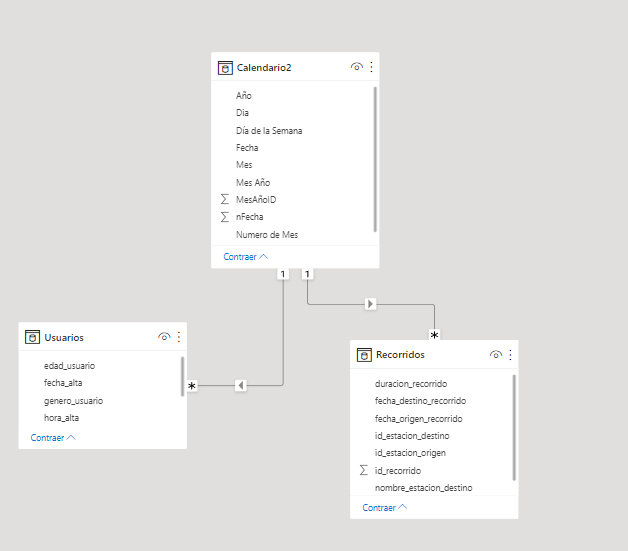 Calendario2
Año
Dia
Día de la Semana
Fecha
Mes
Mes Año
MesAñoID
nFecha
Numero de Mes
Contraer
1 1
Usuarios
edad_usuario
fecha_alta
genero_usuario
hora_alta
Contraer
*
*
Recorridos
duracion_recorrido
fecha_destino_recorrido
fecha_origen_recorrido
id_estacion_destino
id_estacion_origen
id_recorrido
nombre_estacion_destino
Contraer